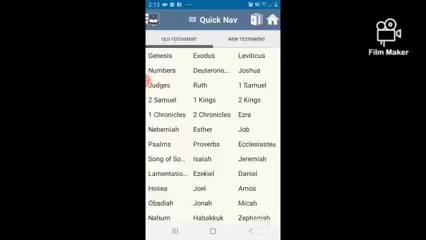 2:13
Quick Nav
OLD TESTAMENT NEW TESTAMENT
Genesis Exodus Leviticus
Numbers Deuterono... Joshua
Judges Ruth 1 Samuel
2 Samuel 1 Kings 2 Kings
1 Chronicles 2 Chronicles Ezra
Nehemiah Esther Job
Psalms Proverbs Ecclesiastes
Song of So... Isaiah Jeremiah
Lamentatio... Ezekiel Daniel
Hosea Joel Amos
Obadiah Jonah Micah
Nahum Habakkuk Zephaniah
Film Maker